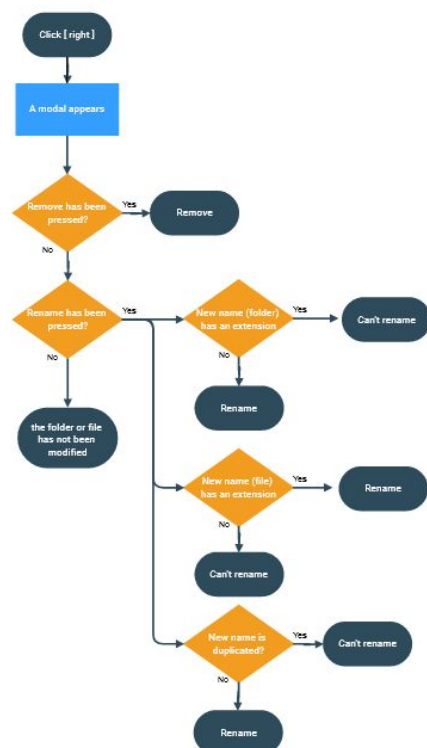 Click [ right ]
A modal appears
Remove has been
pressed?
Yes
Remove
No
Rename has been
pressed?
Yes
New name (folder)
has an extension
Yes
Can't rename
No
No
Rename
the folder or file
has not been
modified
New name (file)
has an extension
Yes
Rename
No
Can't rename
New name is
duplicated?
Yes
Can't rename
No
Rename